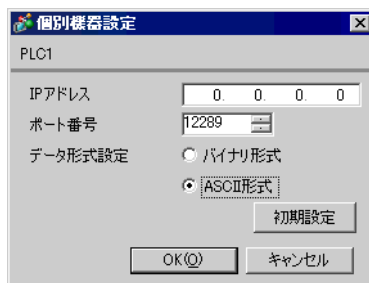 個別機器設定
PLC1
IPアドレス 0. 0. 0. 0
ポート番号 12289
データ形式設定 バイナリ形式
ASCII形式
初期設定
OK(O) キャンセル